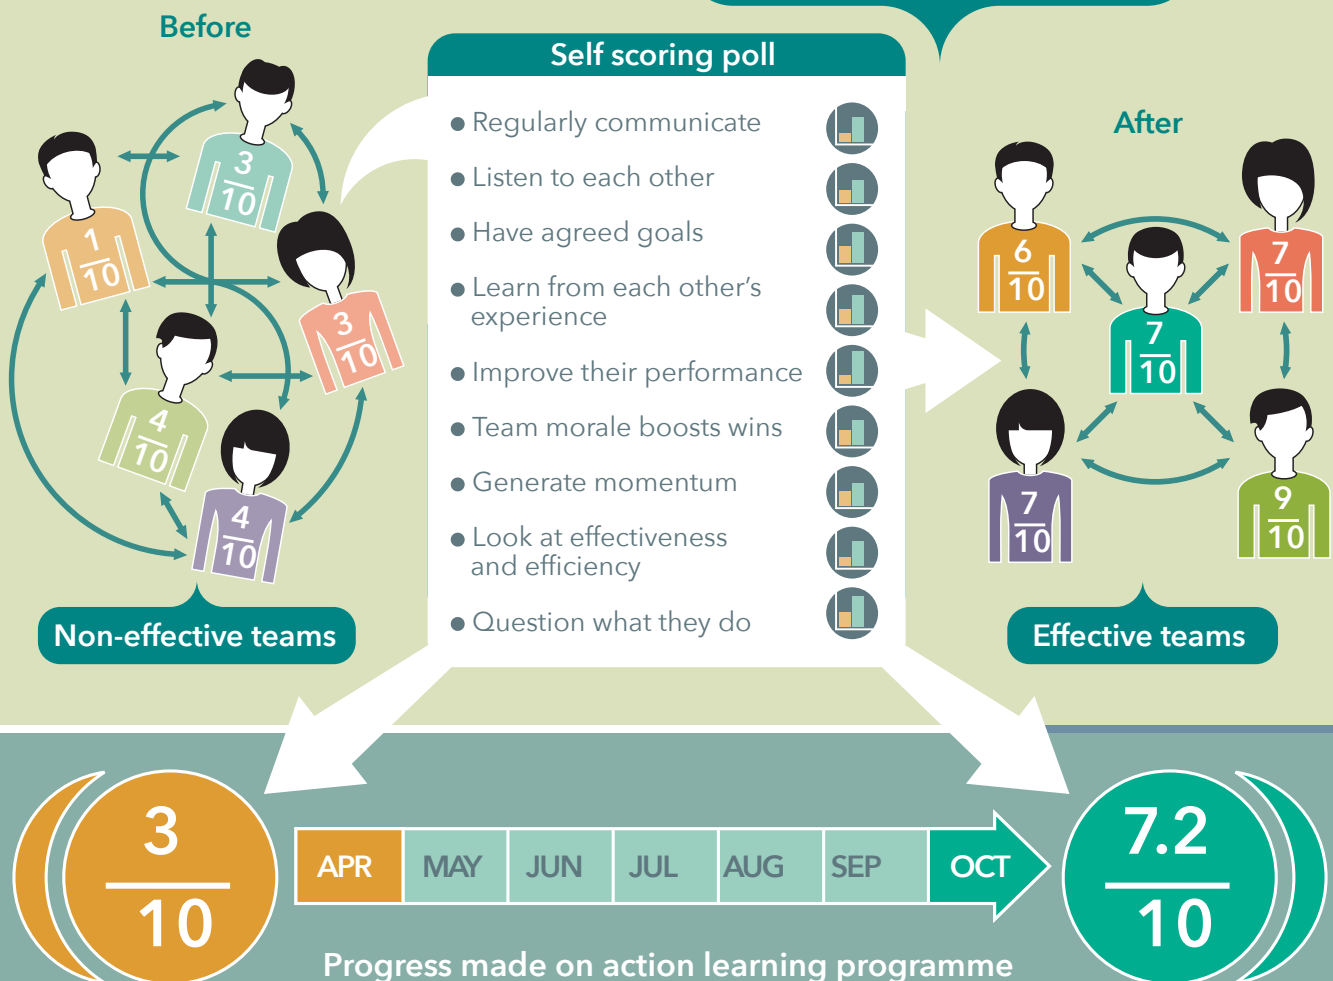 Before
Self scoring poll
After
3
10
1
10
3
10
4
10
4
10
● Regularly communicate
● Listen to each other
● Have agreed goals
● Learn from each other’s
experience
● Improve their performance
● Team morale boosts wins
● Generate momentum
● Look at effectiveness
and efficiency
● Question what they do
6
10
7
10
7
10
7
10
9
10
Non-effective teams
Effective teams
3
10
APR MAY JUN JUL AUG SEP OCT
7.2
10
Progress made on action learning programme